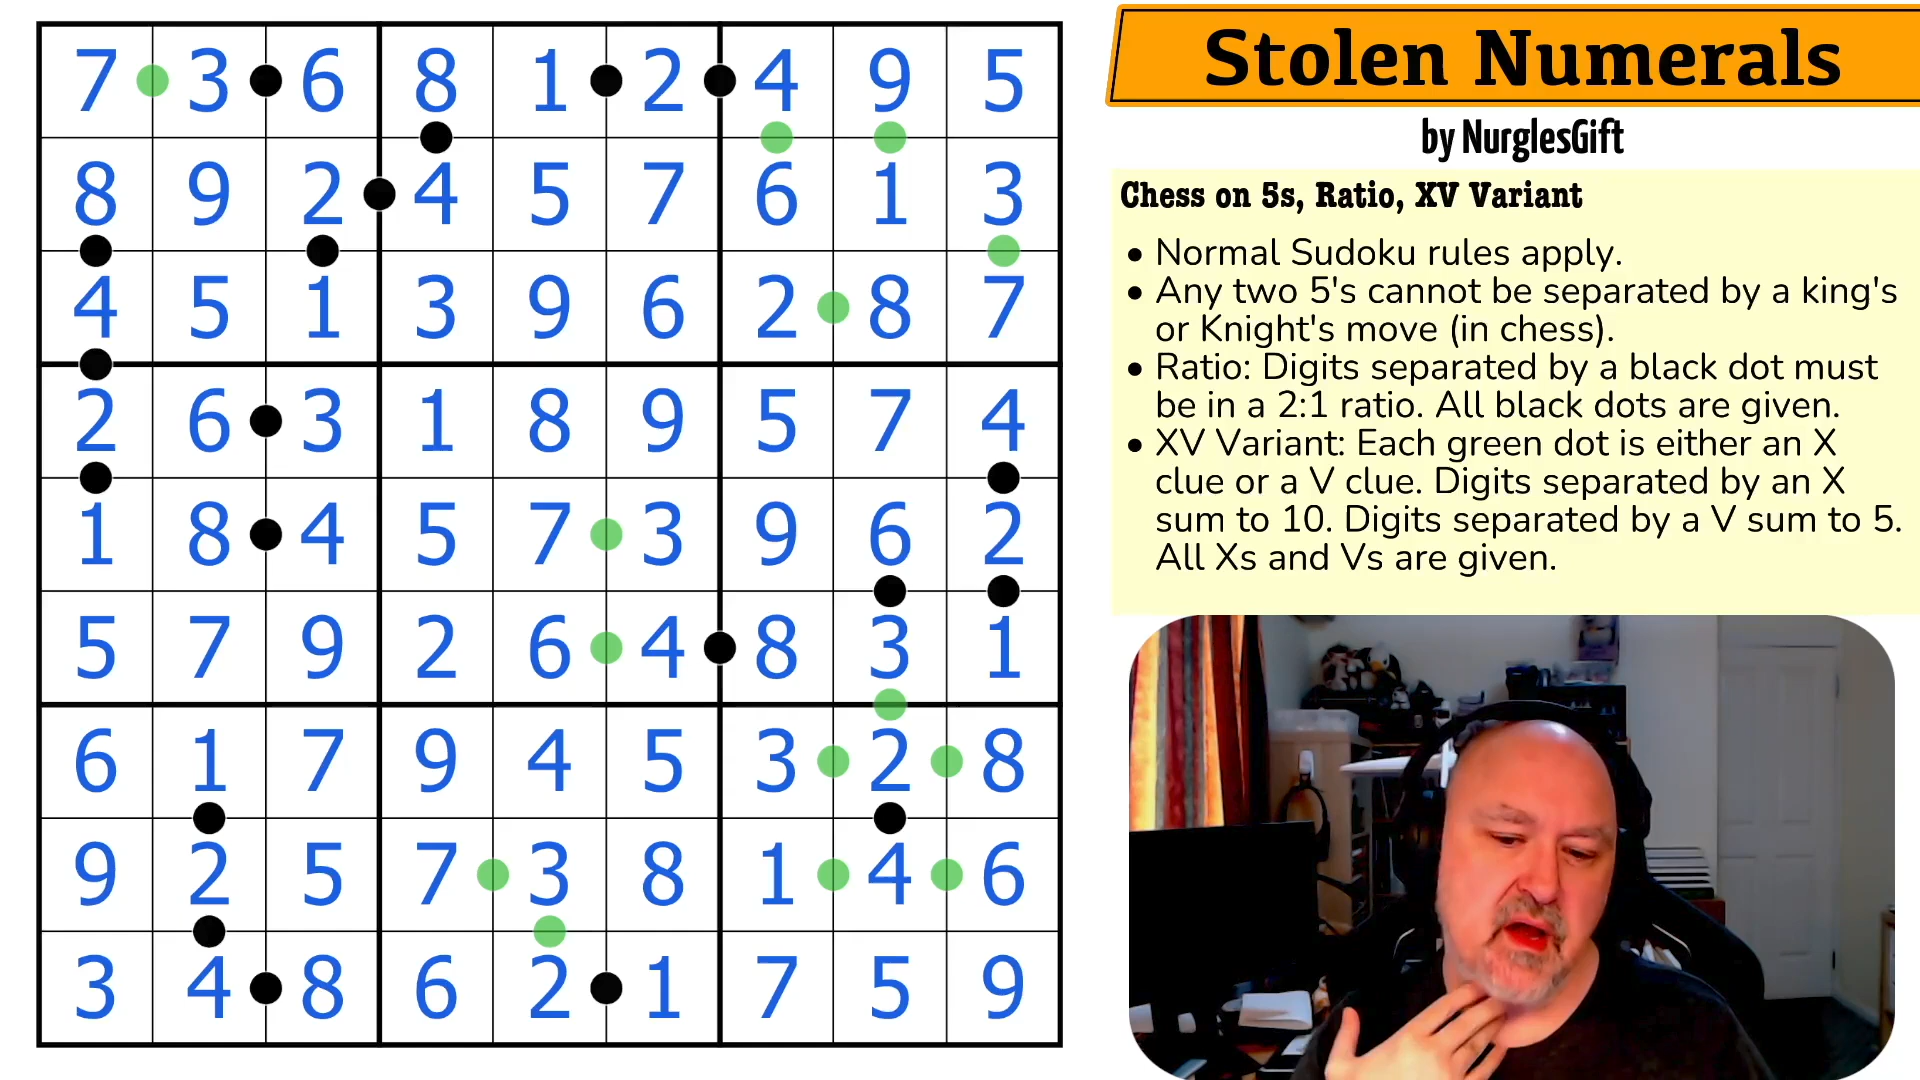 Stolen Numerals
by NurglesGift
Chess on 5s, Ratio, XV Variant
• Normal Sudoku rules apply.
• Any two 5's cannot be separated by a king's
or Knight's move (in chess).
• Ratio: Digits separated by a black dot must
be in a 2:1 ratio. All black dots are given.
• XV Variant: Each green dot is either an X
clue or a V clue. Digits separated by an X
sum to 10. Digits separated by a V sum to 5.
All Xs and Vs are given.
7 3 6 8 1 2 4 9 5
8 9 2 4 5 7 6 1 3
4 5 1 3 9 6 2 8 7
2 6 3 1 8 9 5 7 4
1 8 4 5 7 3 9 6 2
5 7 9 2 6 4 8 3 1
6 1 7 9 4 5 3 2 8
9 2 5 7 3 8 1 4 6
3 4 8 6 2 1 7 5 9